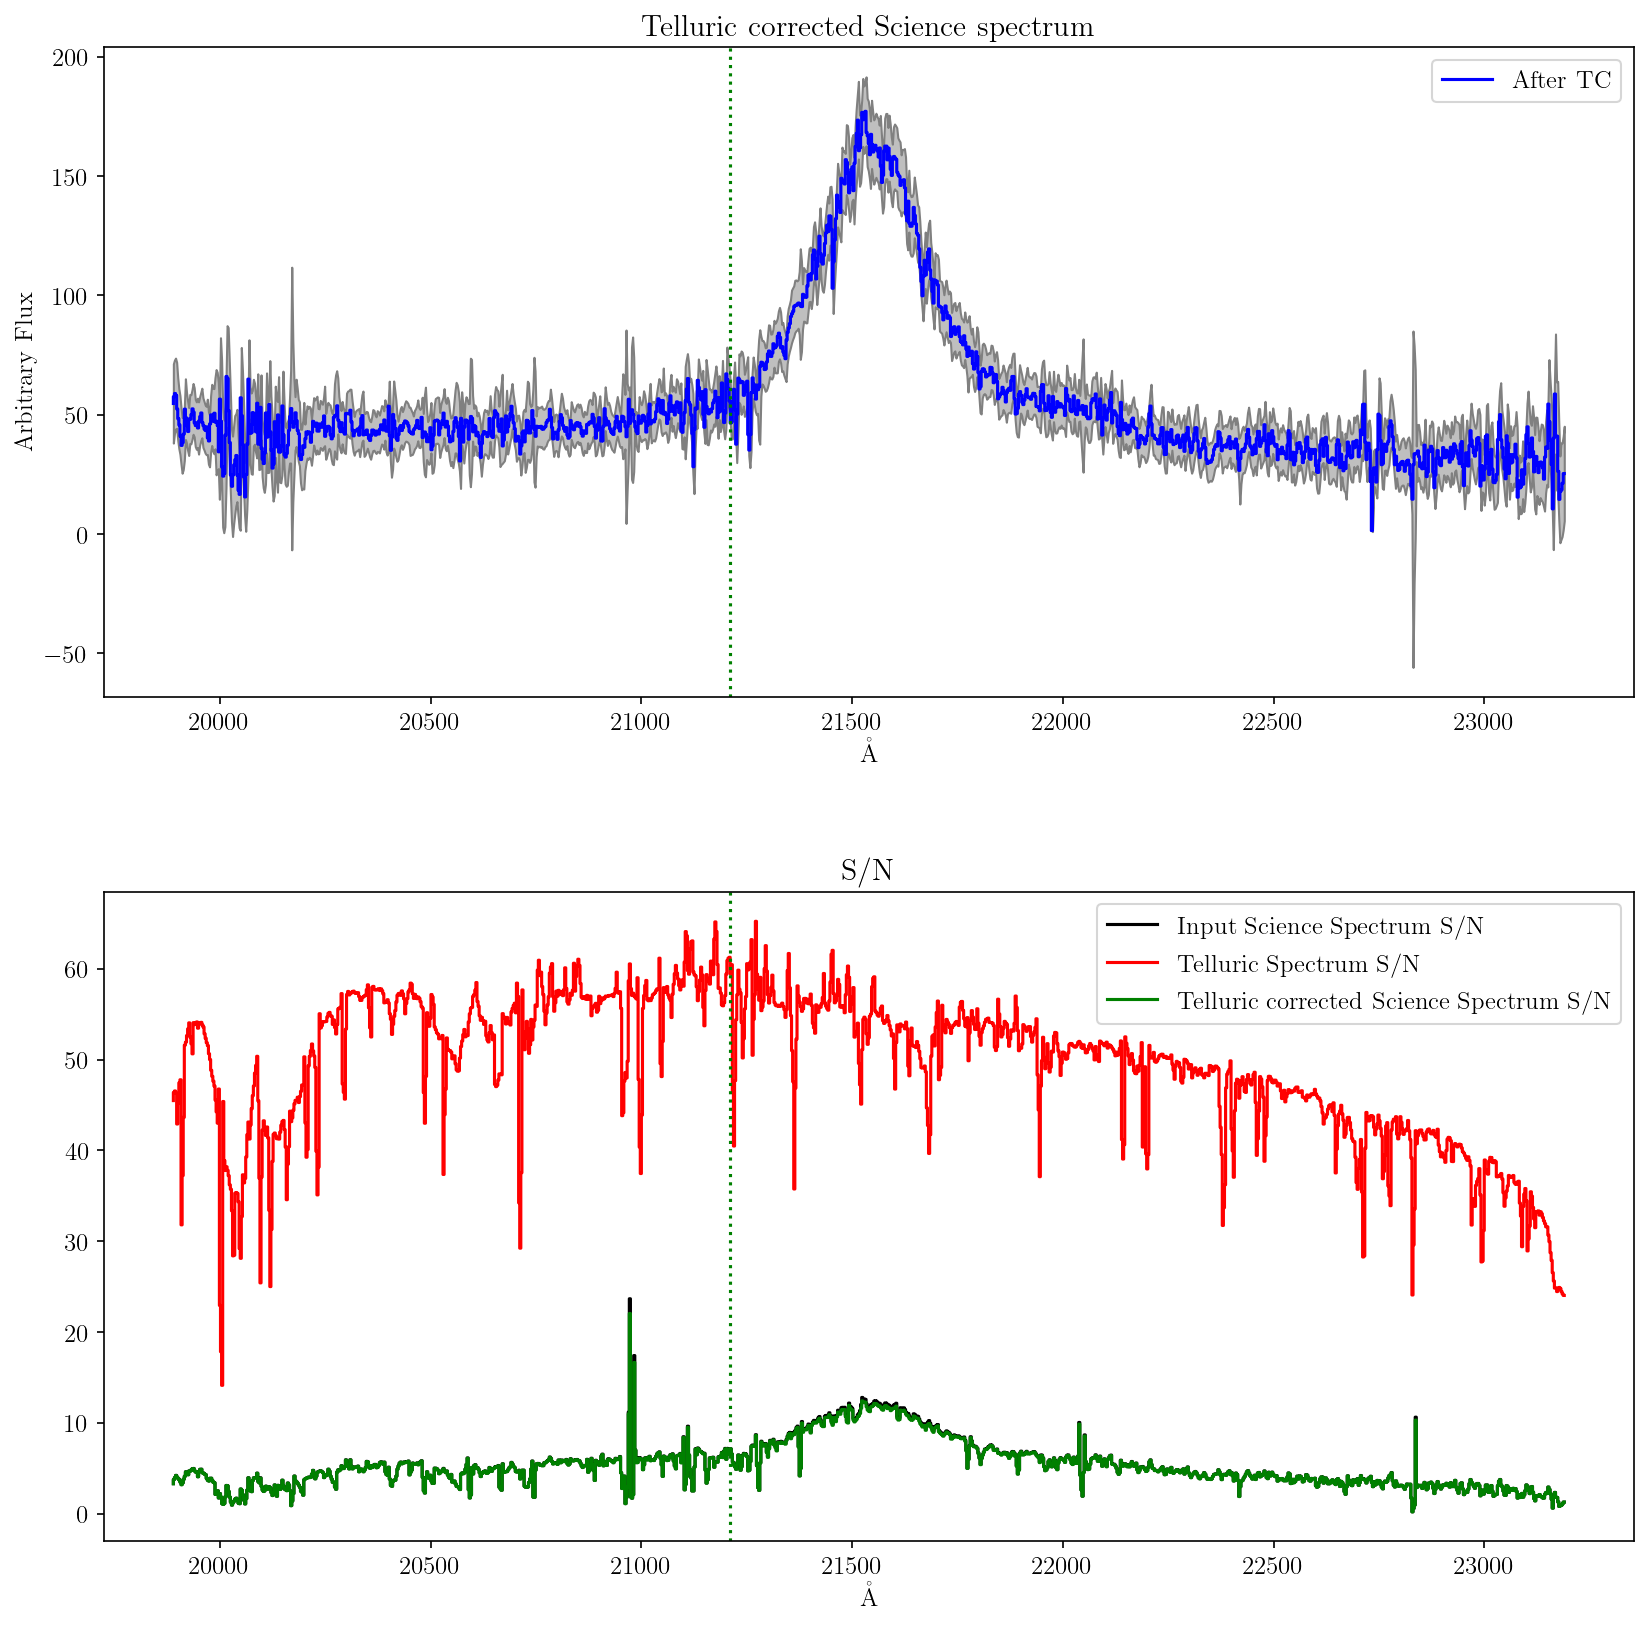 Telluric corrected Science spectrum
After TC
200
150
100
50
0
−50
Arbitrary Flux
20000 20500 21000 21500 22000 22500 23000
Å
S/N
Input Science Spectrum S/N
Telluric Spectrum S/N
Telluric corrected Science Spectrum S/N
60
50
40
30
20
10
0
20000 20500 21000 21500 22000 22500 23000
Å